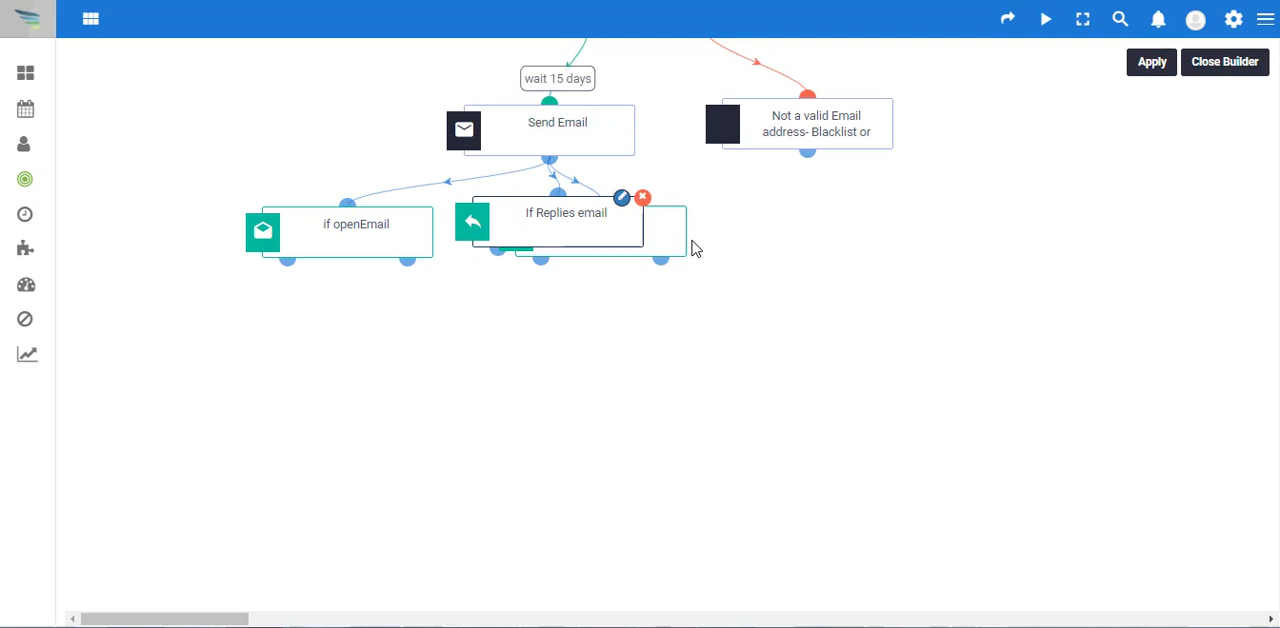 Apply
Close Builder
wait 15 days
Send Email
Not a valid Email
address- Blacklist or
if openEmail
If Replies email